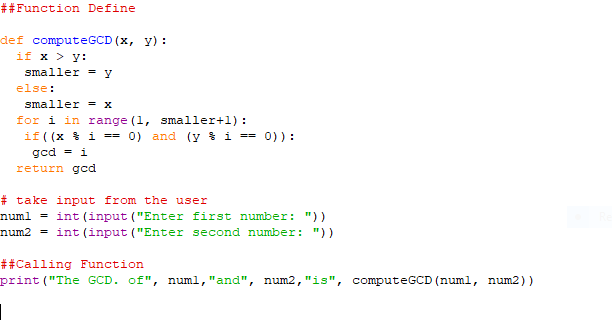 ##Function Define
def computeGCD(x, y):
if x > y:
smaller = y
else:
smaller = x
for i in range(1, smaller+1):
if((x % i == 0) and (y % i == 0)):
gcd = i
return gcd
# take input from the user
num1 = int(input("Enter first number: "))
num2 = int(input("Enter second number: "))
##Calling Function
print("The GCD. of", num1,"and", num2,"is", computeGCD(num1, num2))